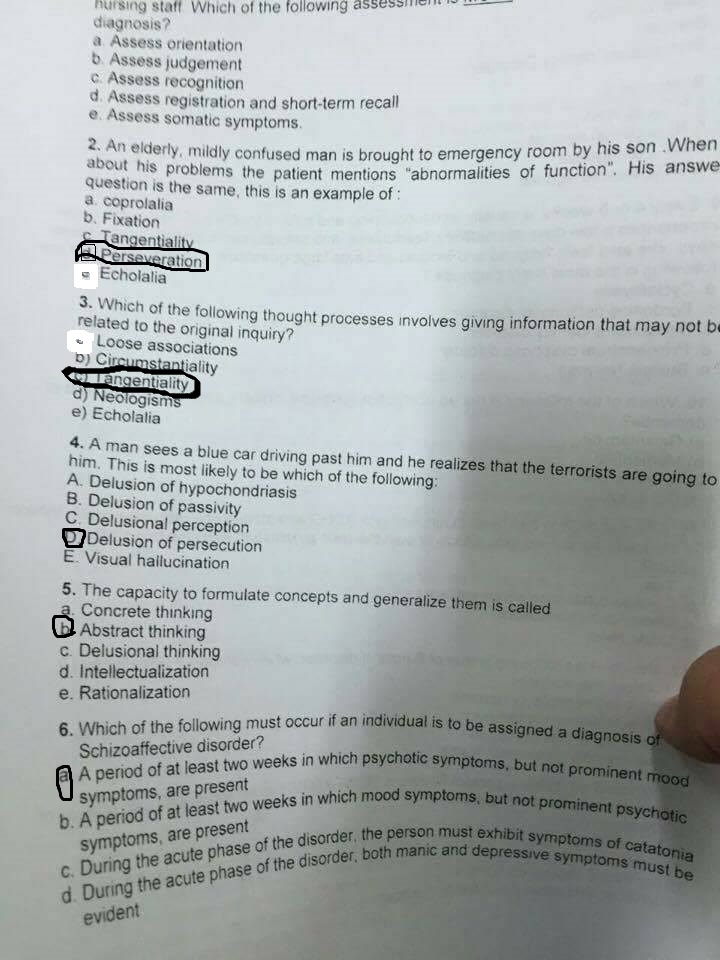 nursing staff Which of the following assessment is
diagnosis?
a. Assess orientation
b. Assess judgement
c. Assess recognition
d. Assess registration and short-term recall
e. Assess somatic symptoms.
2. An elderly, mildly confused man is brought to emergency room by his son .When
about his problems the patient mentions "abnormalities of function". His answe
question is the same, this is an example of :
a. coprolalia
b. Fixation
c. Tangentiality
d. Perseveration
e Echolalia
3. Which of the following thought processes involves giving information that may not be
related to the original inquiry?
Loose associations
b) Circumstantiality
c) Tangentiality
d) Neologisms
e) Echolalia
4. A man sees a blue car driving past him and he realizes that the terrorists are going to
him. This is most likely to be which of the following:
A. Delusion of hypochondriasis
B. Delusion of passivity
C. Delusional perception
D. Delusion of persecution
E. Visual hallucination
5. The capacity to formulate concepts and generalize them is called
a. Concrete thinking
b. Abstract thinking
c. Delusional thinking
d. Intellectualization
e. Rationalization
6. Which of the following must occur if an individual is to be assigned a diagnosis of
Schizoaffective disorder?
a A period of at least two weeks in which psychotic symptoms, but not prominent mood
symptoms, are present
b. A period of at least two weeks in which mood symptoms, but not prominent psychotic
symptoms, are present
c. During the acute phase of the disorder, the person must exhibit symptoms of catatonia
d. During the acute phase of the disorder, both manic and depressive symptoms must be
evident